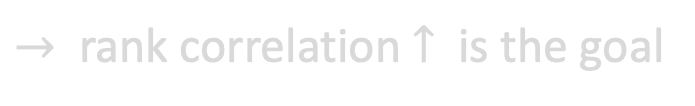 → rank correlation ↑ is the goal